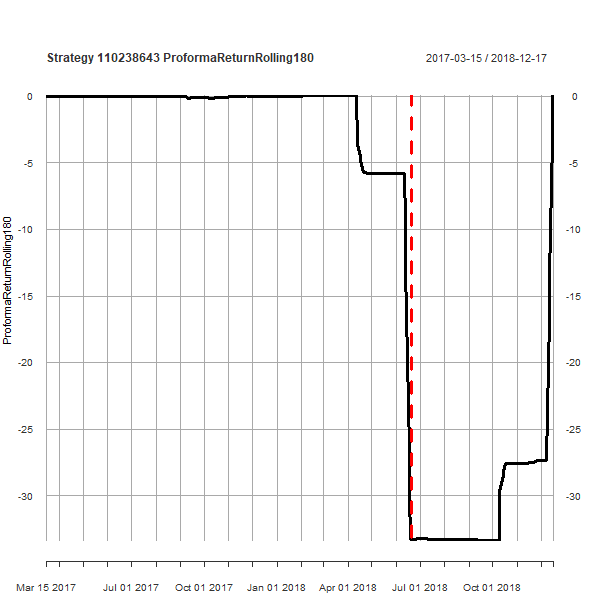 Strategy 110238643 ProformaReturnRolling180
2017-03-15 / 2018-12-17
0 0
-5 -5
-10 -10
-15 -15
-20 -20
-25 -25
-30 -30
ProformaReturnRolling180
Mar 15 2017 Jul 01 2017 Oct 01 2017 Jan 01 2018 Apr 01 2018 Jul 01 2018 Oct 01 2018